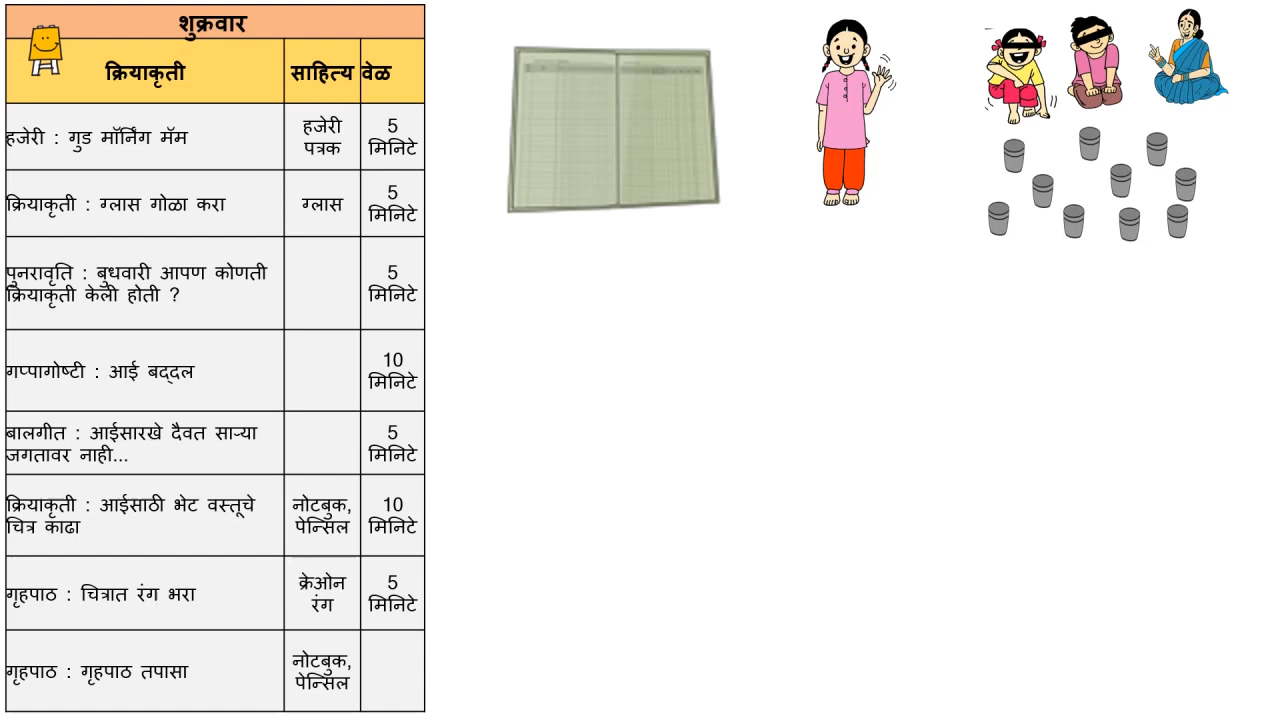 शुक्रवार
क्रियाकृती साहित्य वेळ
हजेरी : गुड मॉर्निंग मॅम
हजेरी
पत्रक
5
मिनिटे
क्रियाकृती : ग्लास गोळा करा
ग्लास
5
मिनिटे
पुनरावृति : बुधवारी आपण कोणती
क्रियाकृती केली होती ?
5
मिनिटे
गप्पागोष्टी : आई बद्दल
10
मिनिटे
बालगीत : आईसारखे दैवत साऱ्या
जगतावर नाही...
5
मिनिटे
क्रियाकृती : आईसाठी भेट वस्तूचे
चित्र काढा
नोटबुक,
पेन्सिल
10
मिनिटे
गृहपाठ : चित्रात रंग भरा
क्रेओन
रंग
5
मिनिटे
गृहपाठ : गृहपाठ तपासा
नोटबुक,
पेन्सिल